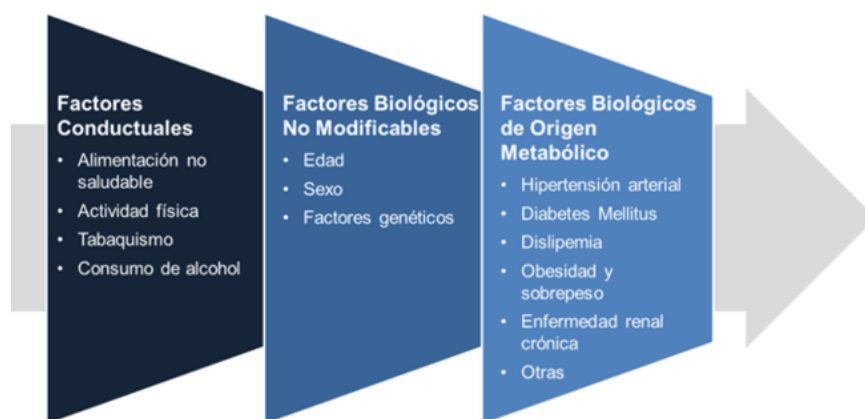 Factores
Conductuales
• Alimentación no
saludable
• Actividad física
• Tabaquismo
• Consumo de alcohol
Factores Biológicos
No Modificables
• Edad
• Sexo
• Factores genéticos
Factores Biológicos
de Origen
Metabólico
• Hipertensión arterial
• Diabetes Mellitus
• Dislipemia
• Obesidad y
sobrepeso
• Enfermedad renal
crónica
• Otras